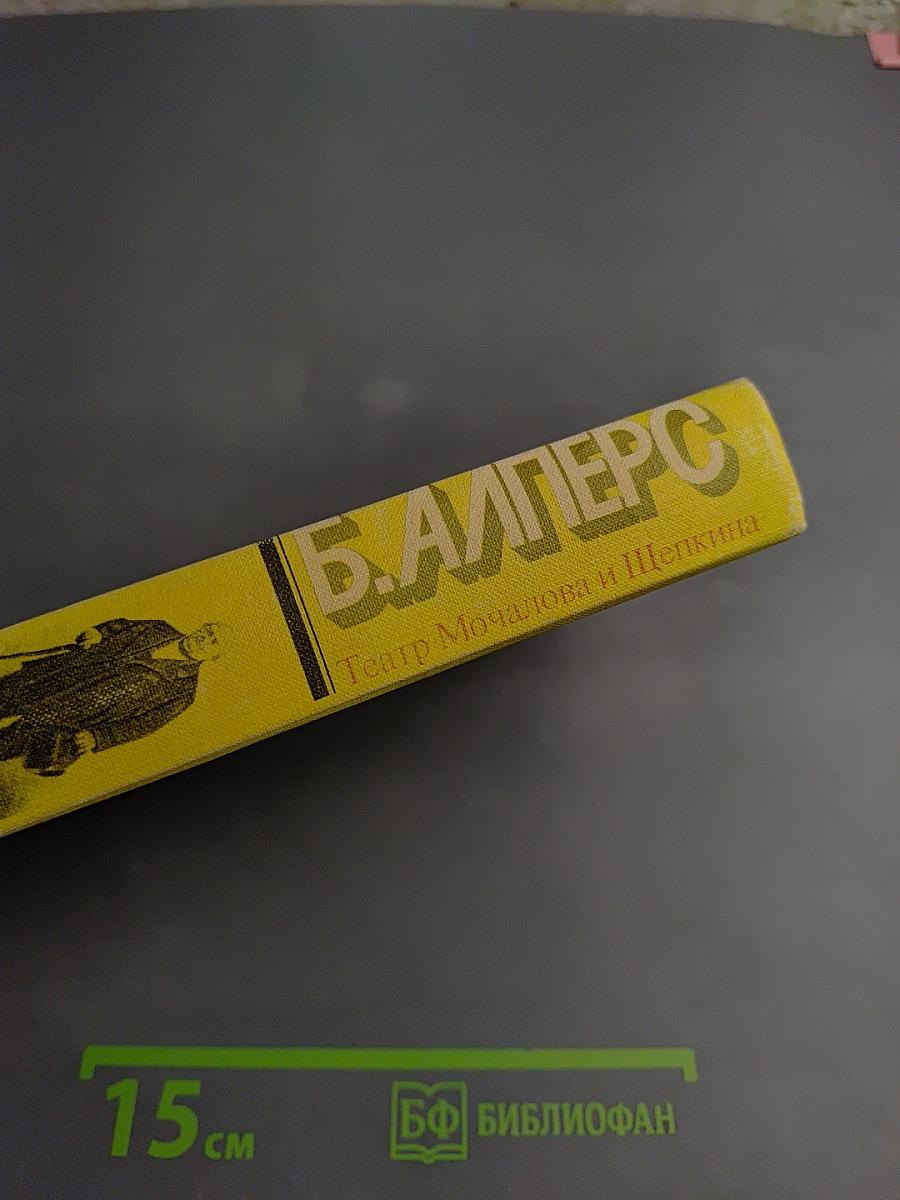 Б. АЛПЕРС
Театр Мочалова и Щепкина
15 см
БФ БИБЛИОФАН